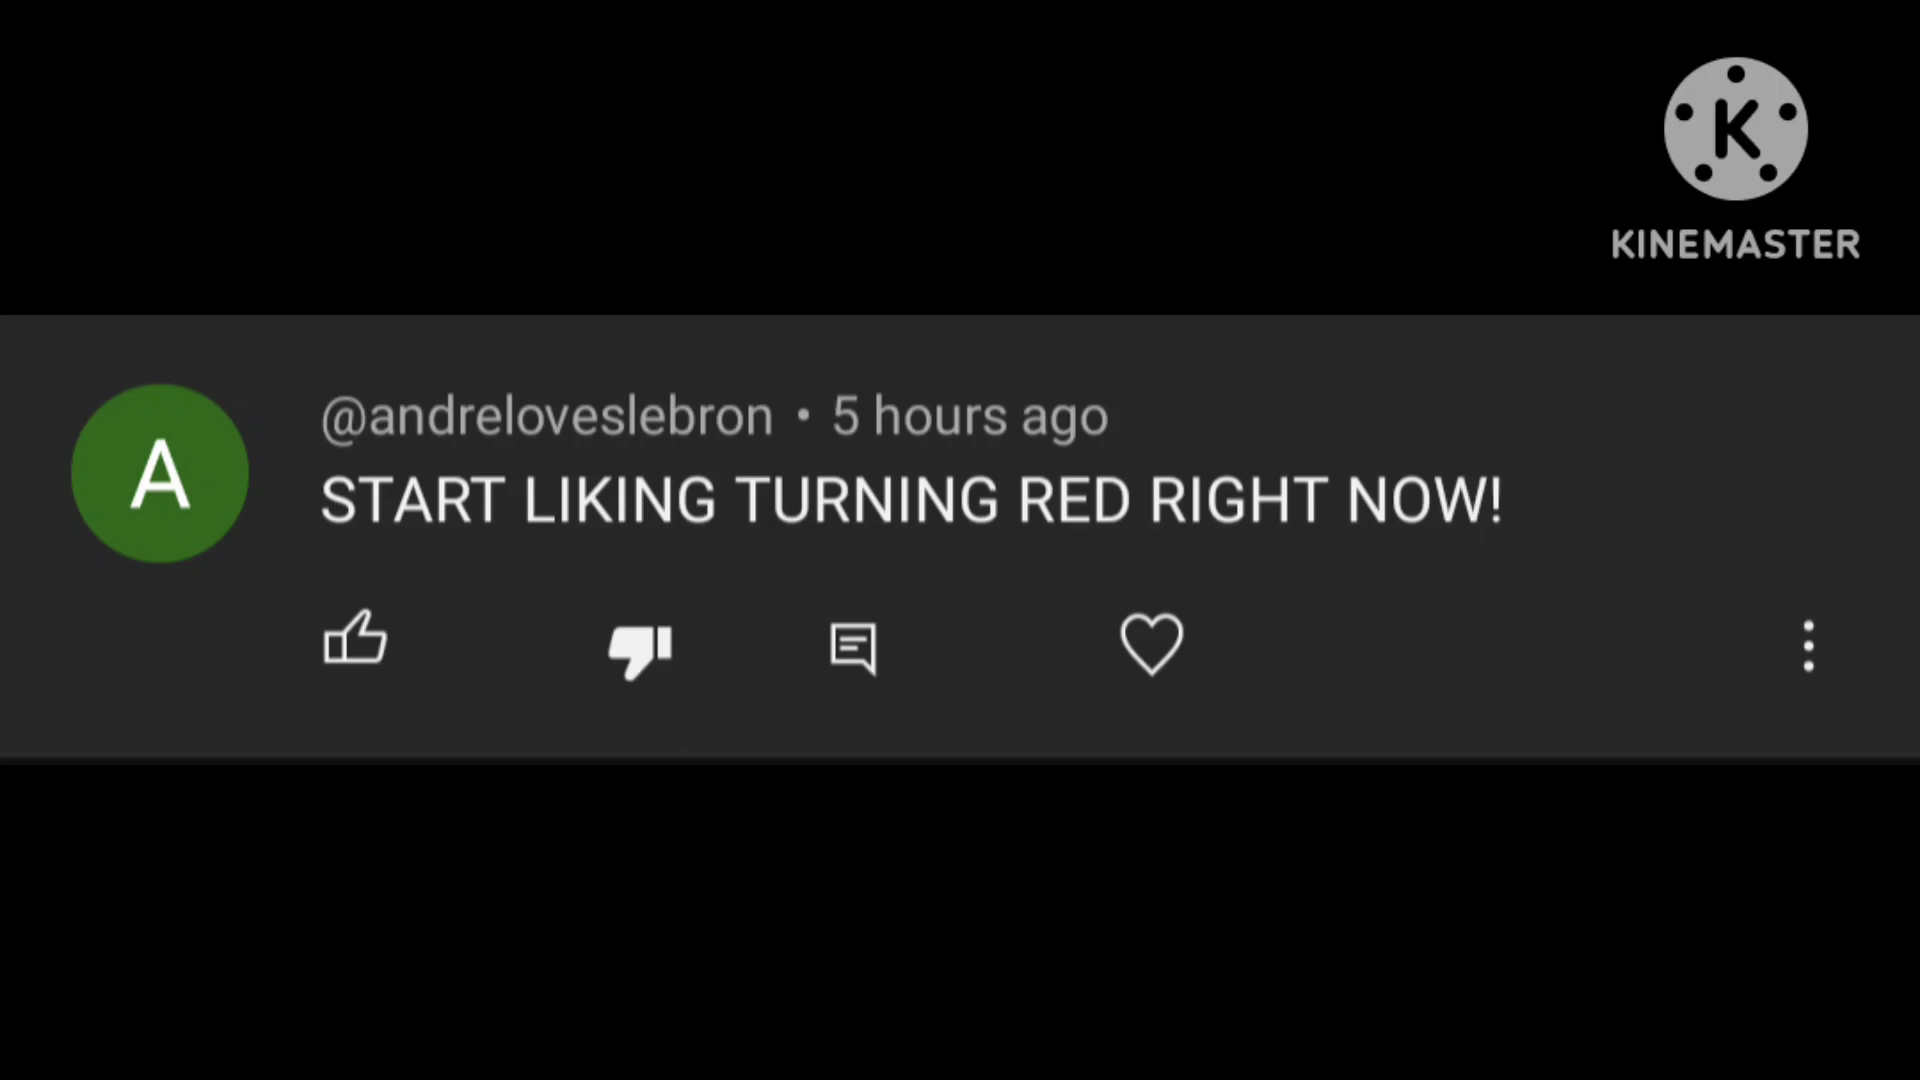 K
KINEMASTER
A
@andreloveslebron • 5 hours ago
START LIKING TURNING RED RIGHT NOW!